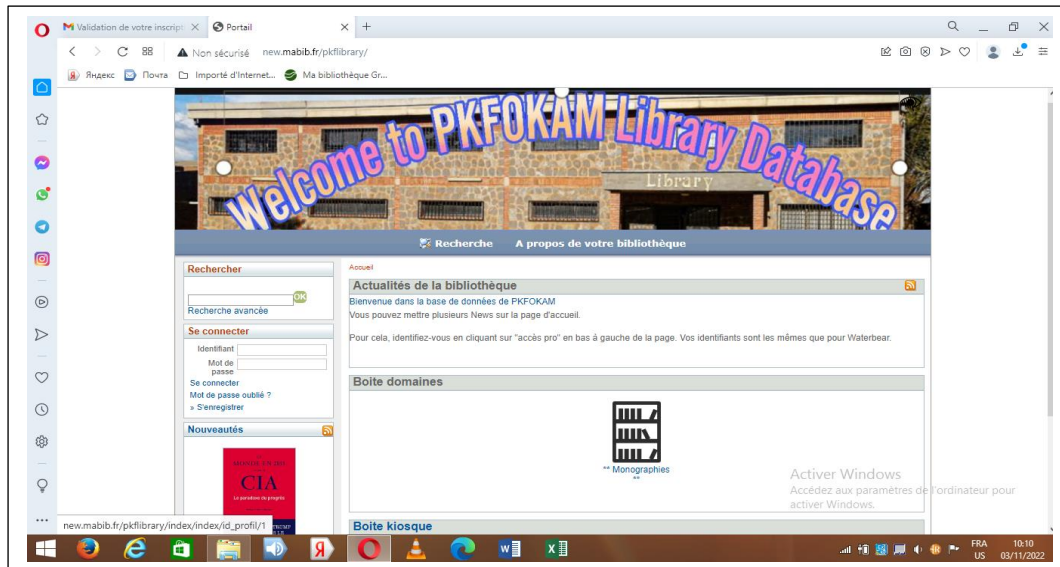 Validation de votre inscript
Portail
Non sécurisé new.mabib.fr/pkflibrary/
Яндекс Почта Importé d'Internet... Ma bibliothèque Gr...
Welcome to PKFOKAM Library Database
Library
Recherche A propos de votre bibliothèque
Rechercher
OK
Recherche avancée
Se connecter
Identifiant
Mot de
passe
Se connecter
Mot de passe oublié ?
» S'enregistrer
Nouveautés
CIA
Le paradoxe du progrès
Accueil
Actualités de la bibliothèque
Bienvenue dans la base de données de PKFOKAM
Vous pouvez mettre plusieurs News sur la page d'accueil.
Pour cela, identifiez-vous en cliquant sur "accès pro" en bas à gauche de la page. Vos identifiants sont les mêmes que pour Waterbear.
Boite domaines
** Monographies
**
Boite kiosque
Activer Windows
Accédez aux paramètres de l'ordinateur pour
activer Windows.
new.mabib.fr/pkflibrary/index/index/id_profil/1
FRA
US
10:10
03/11/2022